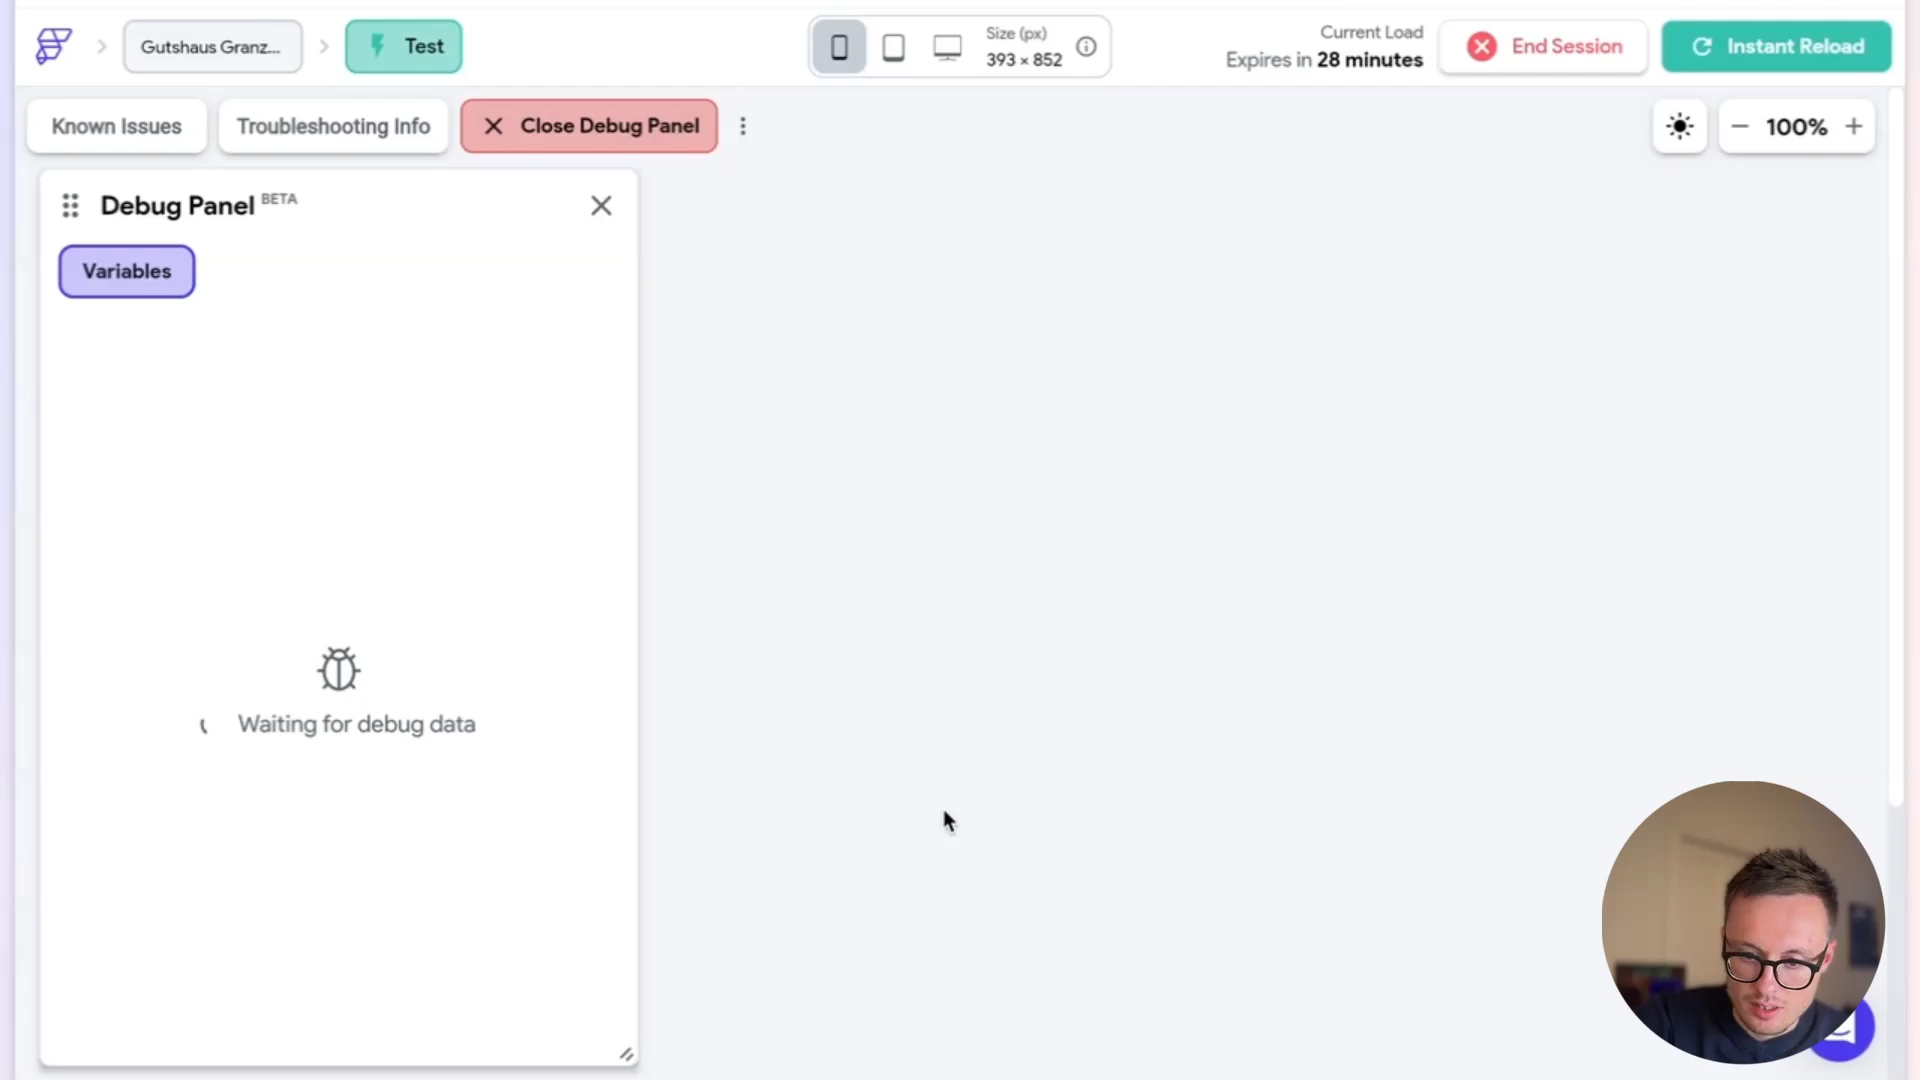 Gutshaus Granz...
Test
Size (px)
393 × 852
Current Load
Expires in 28 minutes
End Session
Instant Reload
Known Issues
Troubleshooting Info
Close Debug Panel
100%
Debug Panel BETA
Variables
Waiting for debug data